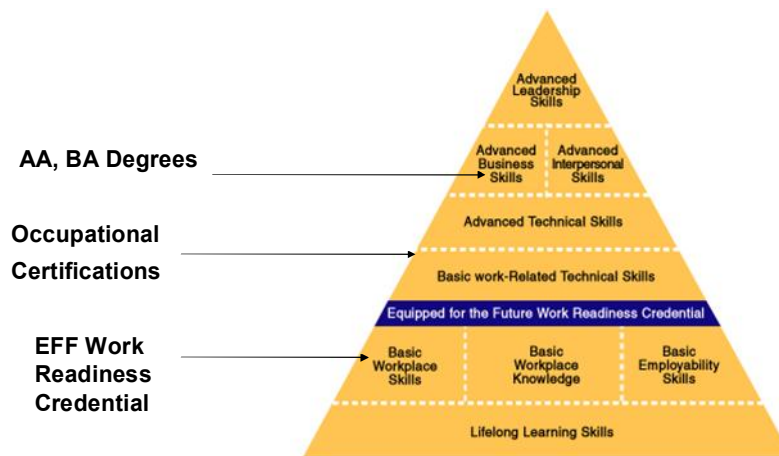 Advanced
Leadership
Skills
AA, BA Degrees
Advanced
Business
Skills
Advanced
Interpersonal
Skills
Advanced Technical Skills
Occupational
Certifications
Basic work-Related Technical Skills
Equipped for the Future Work Readiness Credential
EFF Work
Readiness
Credential
Basic
Workplace
Skills
Basic
Workplace
Knowledge
Basic
Employability
Skills
Lifelong Learning Skills